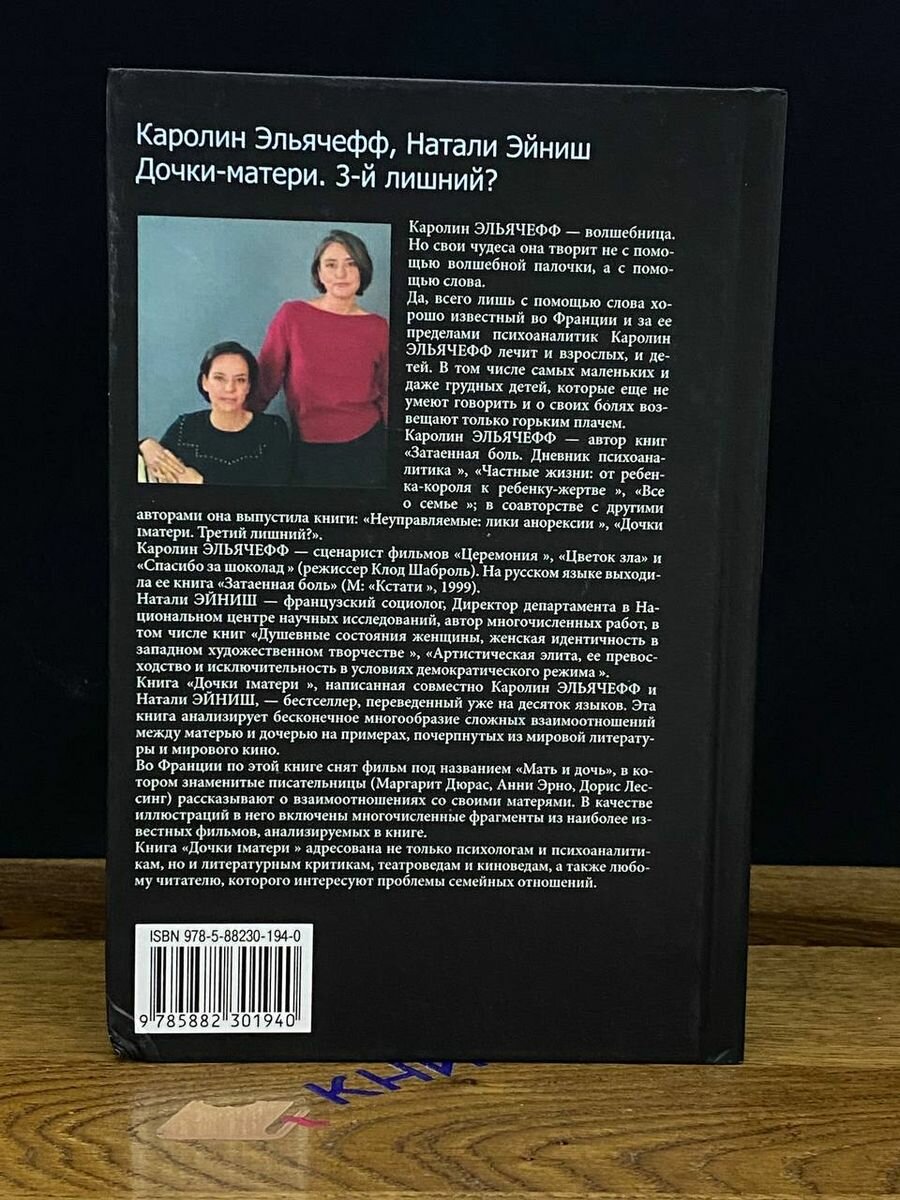 Каролин Эльячефф, Натали Эйниш
Дочки-матери. 3-й лишний?
Каролин ЭЛЬЯЧЕФФ — волшебница.
Но свои чудеса она творит не с помо-
щью волшебной палочки, а с помо-
щью слова.
Да, всего лишь с помощью слова хо-
рошо известный во Франции и за ее
пределами психоаналитик Каролин
ЭЛЬЯЧЕФФ лечит и взрослых, и де-
тей. В том числе самых маленьких и
даже грудных детей, которые еще не
умеют говорить и о своих болях воз-
вещают только горьким плачем.
Каролин ЭЛЬЯЧЕФФ — автор книг
«Затаенная боль. Дневник психоана-
литика », «Частные жизни: от ребен-
ка-короля к ребенку-жертве », «Все
о семье »; в соавторстве с другими
авторами она выпустила книги: «Неуправляемые: лики анорексии », «Дочки
ıматери. Третий лишний?».
Каролин ЭЛЬЯЧЕФФ — сценарист фильмов «Церемония », «Цветок зла» и
«Спасибо за шоколад » (режиссер Клод Шаброль). На русском языке выходи-
ла ее книга «Затаенная боль» (М: «Кстати », 1999).
Натали ЭЙНИШ — французский социолог, Директор департамента в На-
циональном центре научных исследований, автор многочисленных работ, в
том числе книг «Душевные состояния женщины, женская идентичность в
западном художественном творчестве », «Артистическая элита, ее превос-
ходство и исключительность в условиях демократического режима ».
Книга «Дочки ıматери », написанная совместно Каролин ЭЛЬЯЧЕФФ и
Натали ЭЙНИШ, — бестселлер, переведенный уже на десяток языков. Эта
книга анализирует бесконечное многообразие сложных взаимоотношений
между матерью и дочерью на примерах, почерпнутых из мировой литерату-
ры и мирового кино.
Во Франции по этой книге снят фильм под названием «Мать и дочь», в ко-
тором знаменитые писательницы (Маргарит Дюрас, Анни Эрно, Дорис Лес-
синг) рассказывают о взаимоотношениях со своими матерями. В качестве
иллюстраций в него включены многочисленные фрагменты из наиболее из-
вестных фильмов, анализируемых в книге.
Книга «Дочки ıматери » адресована не только психологам и психоаналити-
кам, но и литературным критикам, театроведам и киноведам, а также любо-
му читателю, которого интересуют проблемы семейных отношений.
ISBN 978-5-88230-194-0
9 785882 301940